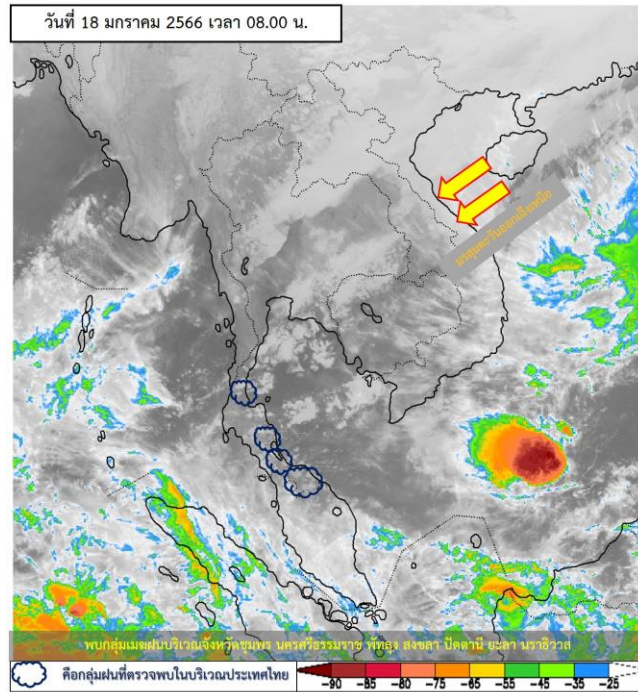 วันที่ 18 มกราคม 2566 เวลา 08.00 น.
มรสุมตะวันออกเฉียงเหนือ
พบกลุ่มเมฆฝนบริเวณจังหวัดชุมพร นครศรีธรรมราช พัทลุง สงขลา ปัตตานี ยะลา นราธิวาส
คือกลุ่มฝนที่ตรวจพบในบริเวณประเทศไทย
-90 -85 -80 -75 -65 -55 -45 -35 -25